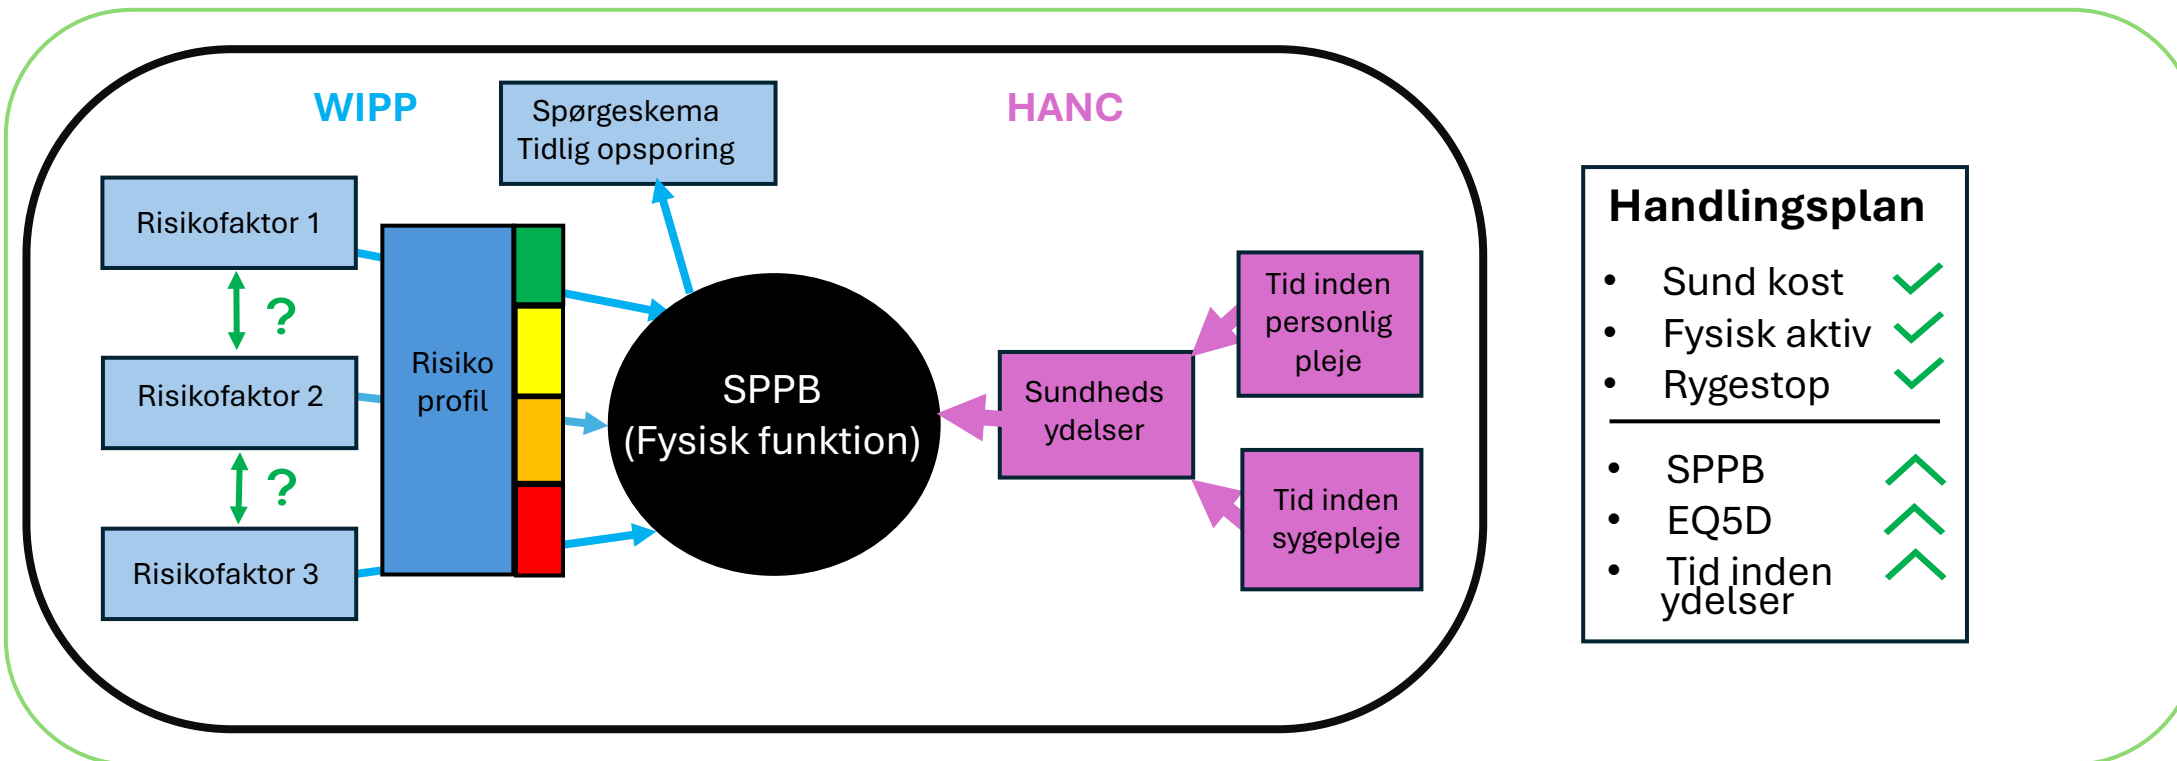 WIPP
HANC
Spørgeskema
Tidlig opsporing
Risikofaktor 1
?
Risikofaktor 2
?
Risikofaktor 3
Risiko
profil
SPPB
(Fysisk funktion)
Sundheds
ydelser
Tid inden
personlig
pleje
Tid inden
sygepleje
Handlingsplan
• Sund kost
• Fysisk aktiv
• Rygestop
• SPPB
• EQ5D
• Tid inden
ydelser